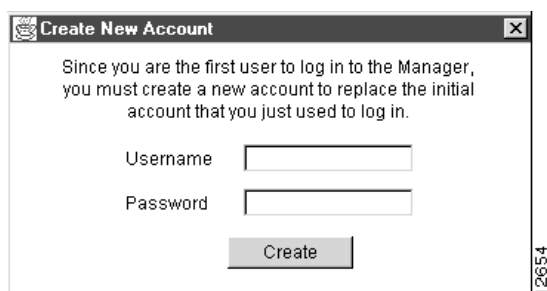 Create New Account
Since you are the first user to log in to the Manager,
you must create a new account to replace the initial
account that you just used to log in.
Username
Password
Create
2654